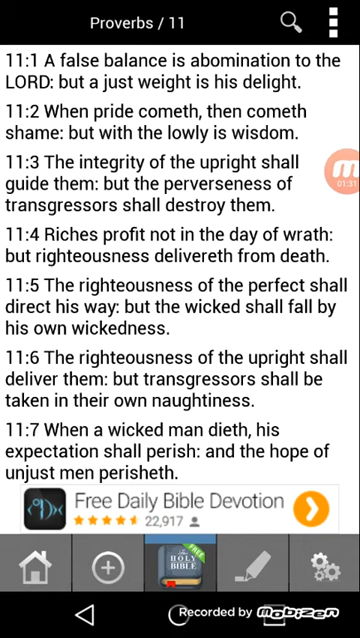 Proverbs / 11
11:1 A false balance is abomination to the
LORD: but a just weight is his delight.
11:2 When pride cometh, then cometh
shame: but with the lowly is wisdom.
11:3 The integrity of the upright shall
guide them: but the perverseness of
transgressors shall destroy them.
01:31
11:4 Riches profit not in the day of wrath:
but righteousness delivereth from death.
11:5 The righteousness of the perfect shall
direct his way: but the wicked shall fall by
his own wickedness.
11:6 The righteousness of the upright shall
deliver them: but transgressors shall be
taken in their own naughtiness.
11:7 When a wicked man dieth, his
expectation shall perish: and the hope of
unjust men perisheth.
Free Daily Bible Devotion
22,917
FREE
The
HOLY
BIBLE
Recorded by mobizen